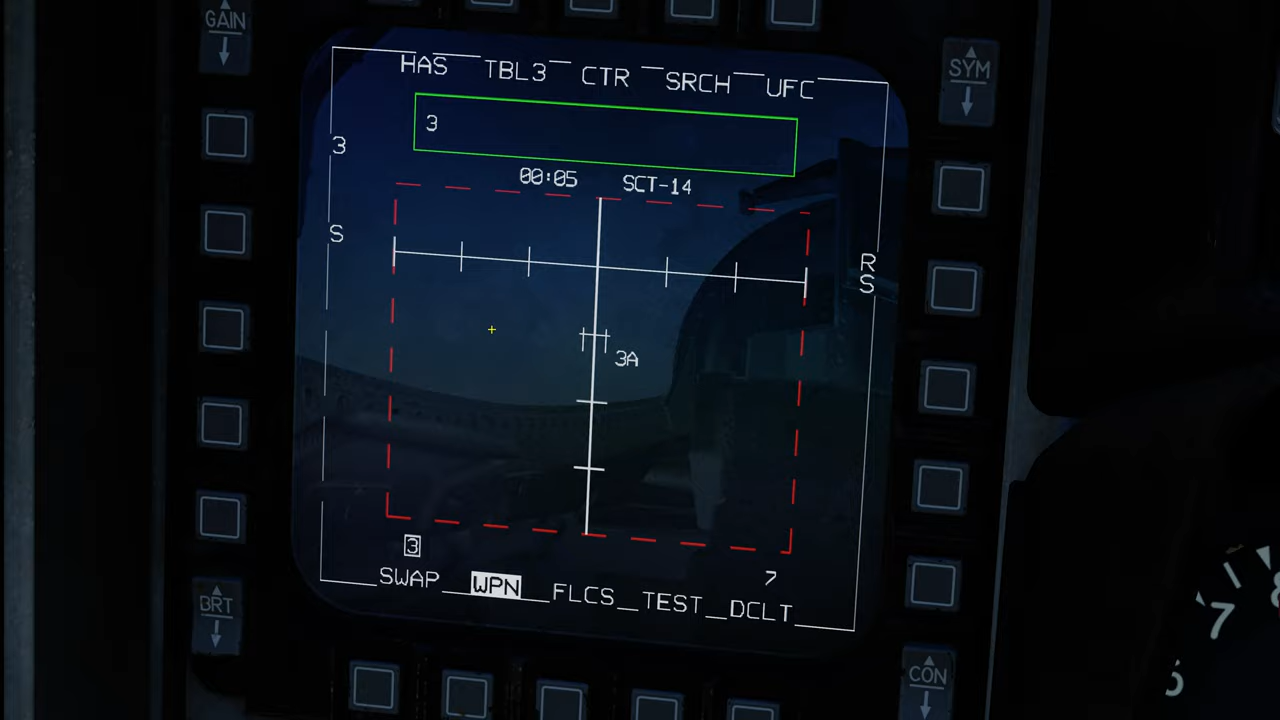 GAIN
SYM
HAS TBL3 CTR SRCH UFC
3
3
00:05 SCT-14
S
R
S
3A
3
7
SWAP WPN FLCS TEST DCLT
BRT
CON
7